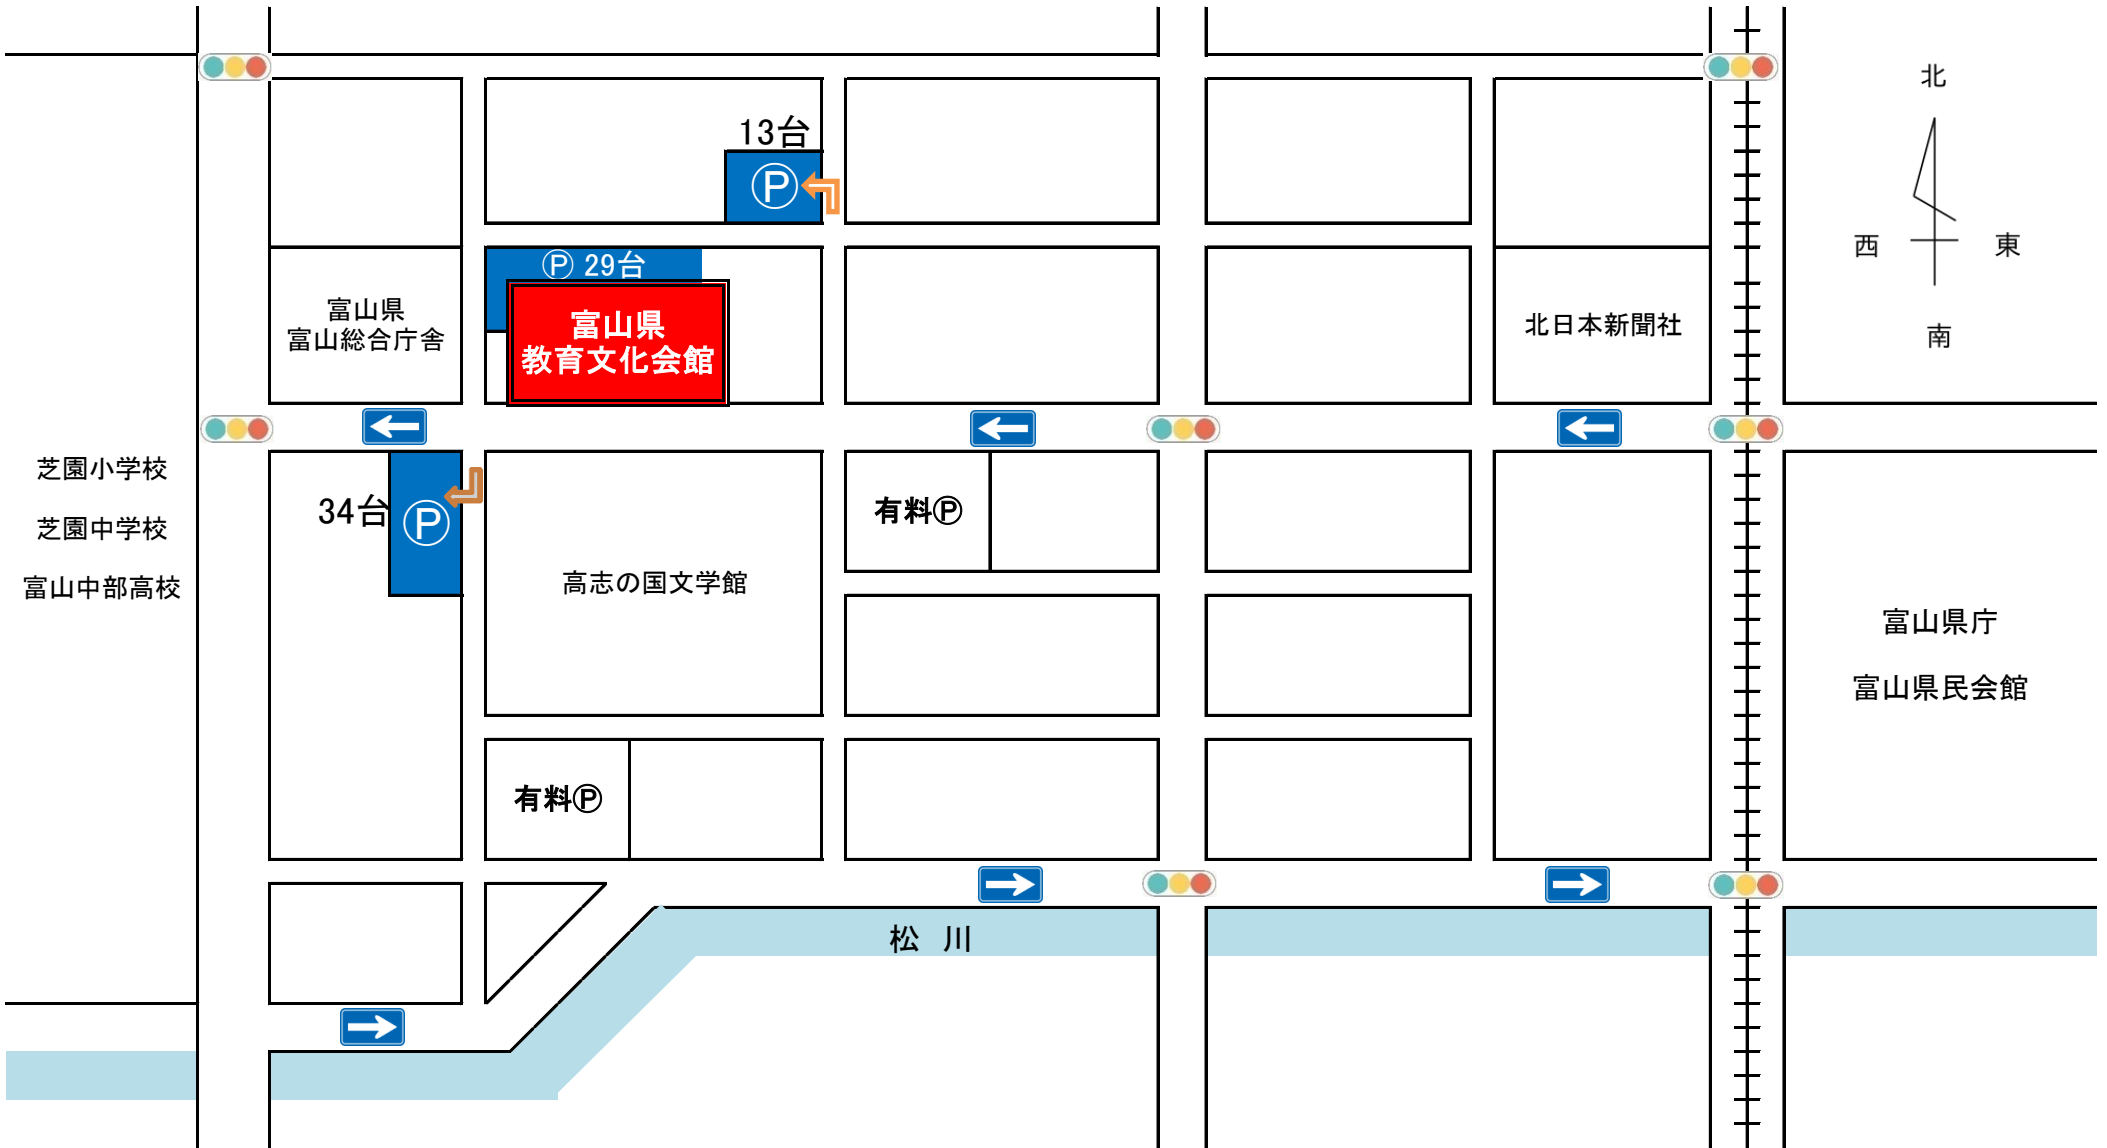 北
13台
Ⓟ
西
東
Ⓟ 29台
富山県
富山総合庁舎
富山県
教育文化会館
北日本新聞社
南
芝園小学校
芝園中学校
富山中部高校
34台
Ⓟ
有料Ⓟ
高志の国文学館
富山県庁
富山県民会館
有料Ⓟ
松 川